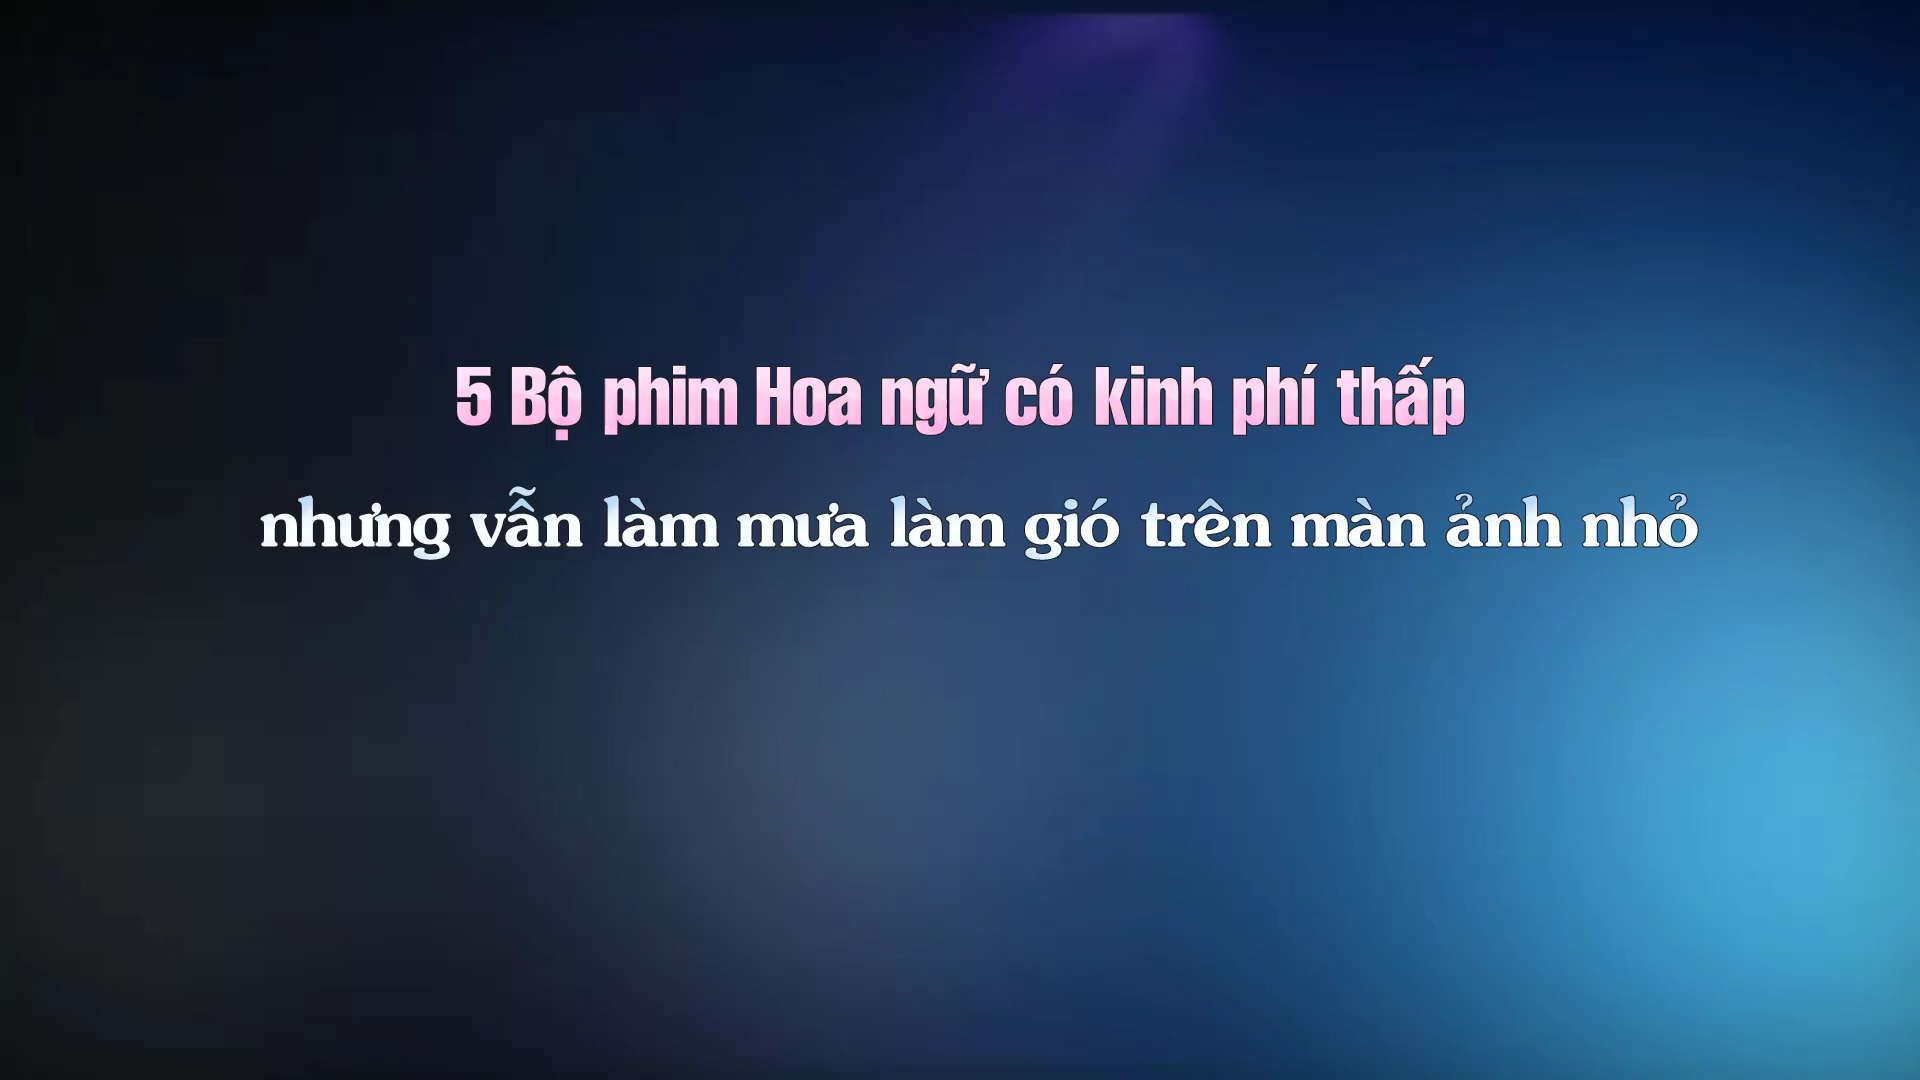 5 Bộ phim Hoa ngữ có kinh phí thấp
nhưng vẫn làm mưa làm gió trên màn ảnh nhỏ